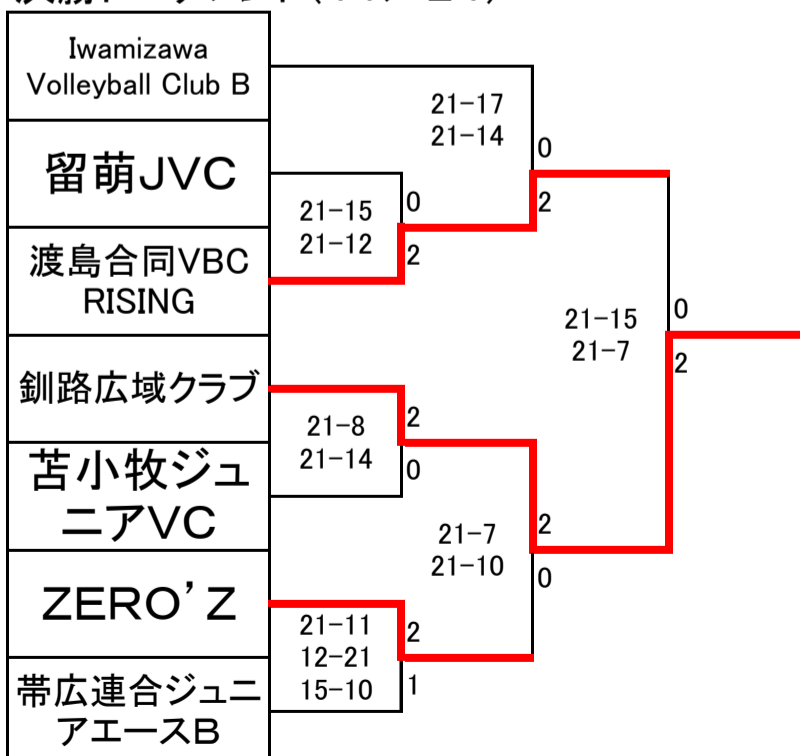 Iwamizawa
Volleyball Club B
留萌JVC
渡島合同VBC
RISING
釧路広域クラブ
苫小牧ジュ
ニアVC
ZERO’Z
帯広連合ジュニ
アエースB
21-15
21-12
0
2
21-8
21-14
2
0
21-11
12-21
15-10
2
1
21-17
21-14
0
2
21-7
21-10
2
0
21-15
21-7
0
2